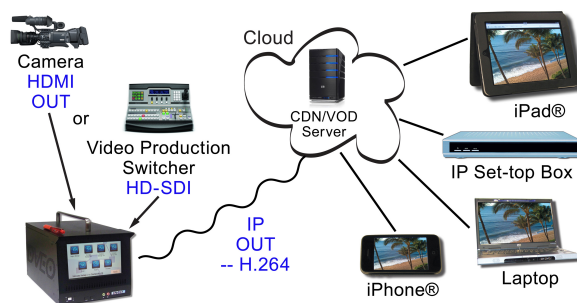 Camera
HDMI
OUT
or
Video Production
Switcher
HD-SDI
IP
OUT
-- H.264
Cloud
CDN/VOD
Server
iPad®
IP Set-top Box
Laptop
iPhone®